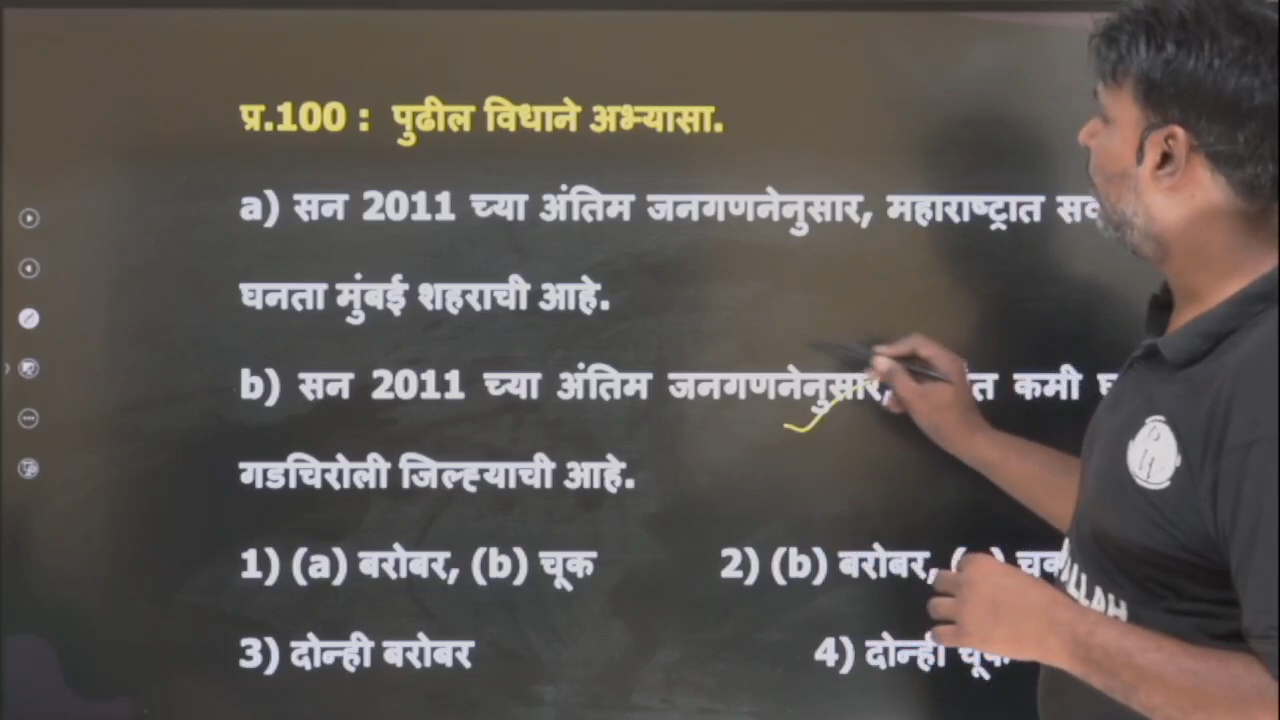 प्र.100 : पुढील विधाने अभ्यासा.
a) सन 2011 च्या अंतिम जनगणनेनुसार, महाराष्ट्रात
घनता मुंबई शहराची आहे.
b) सन 2011 च्या अंतिम जनगणनेनुसार, कमी
गडचिरोली जिल्ह्याची आहे.
1) (a) बरोबर, (b) चूक
2) (b) बरोबर,
3) दोन्ही बरोबर
4) दोन्ही चूक